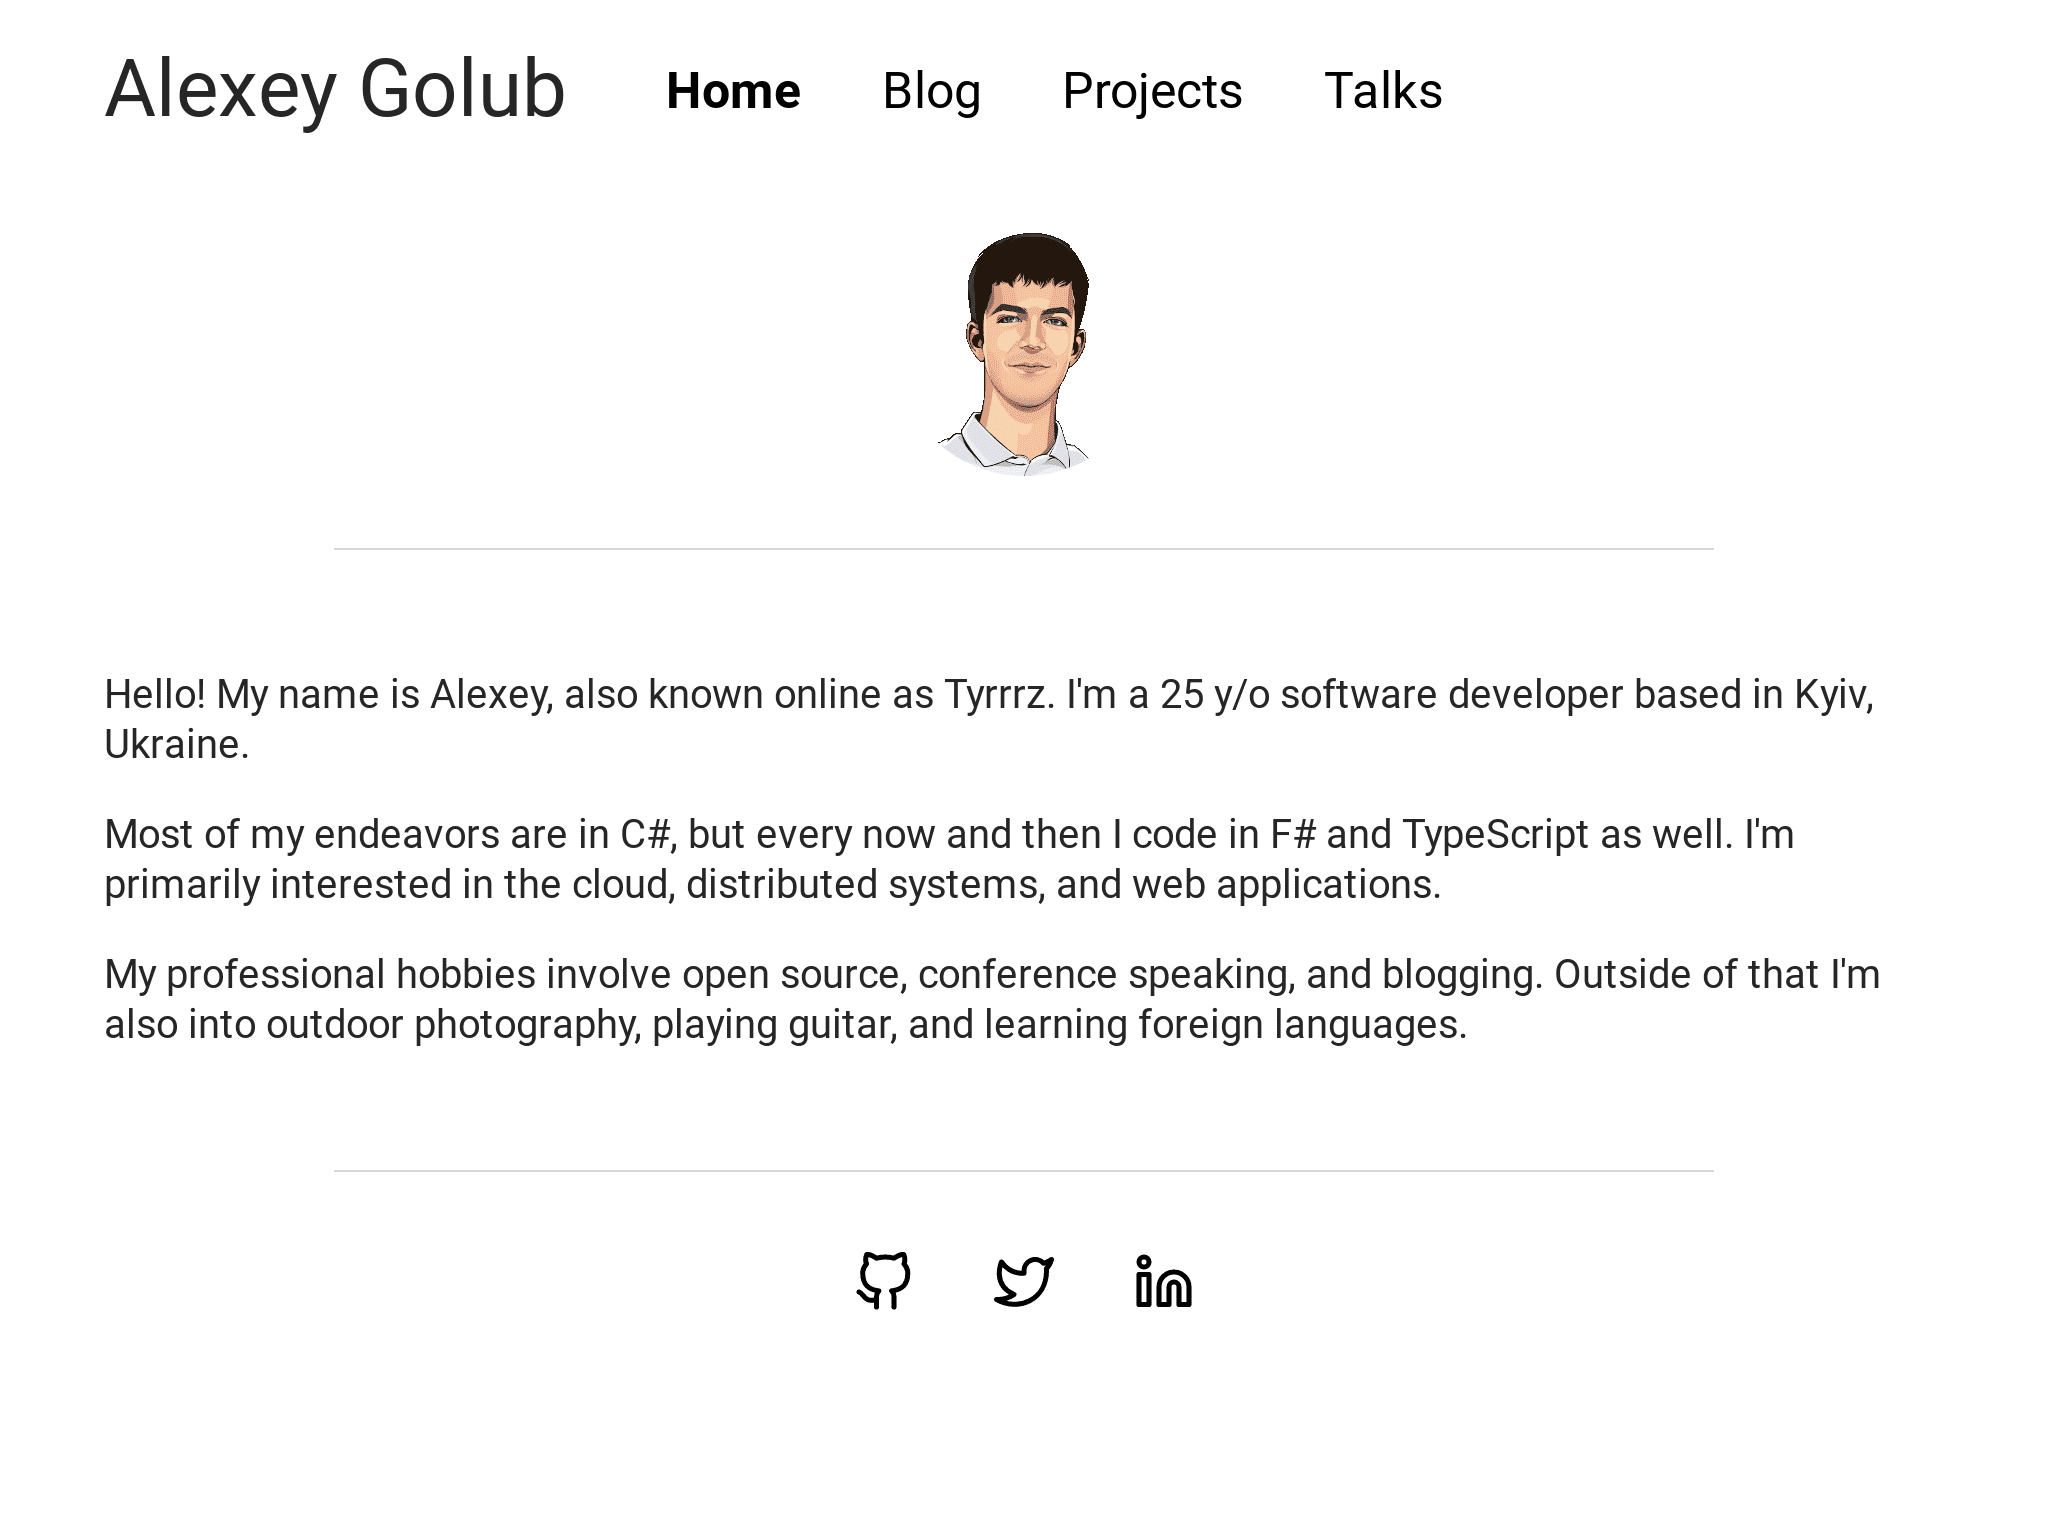 Alexey Golub
Home
Blog
Projects
Talks
Hello! My name is Alexey, also known online as Tyrrrz. I'm a 25 y/o software developer based in Kyiv,
Ukraine.
Most of my endeavors are in C#, but every now and then I code in F# and TypeScript as well. I'm
primarily interested in the cloud, distributed systems, and web applications.
My professional hobbies involve open source, conference speaking, and blogging. Outside of that I'm
also into outdoor photography, playing guitar, and learning foreign languages.